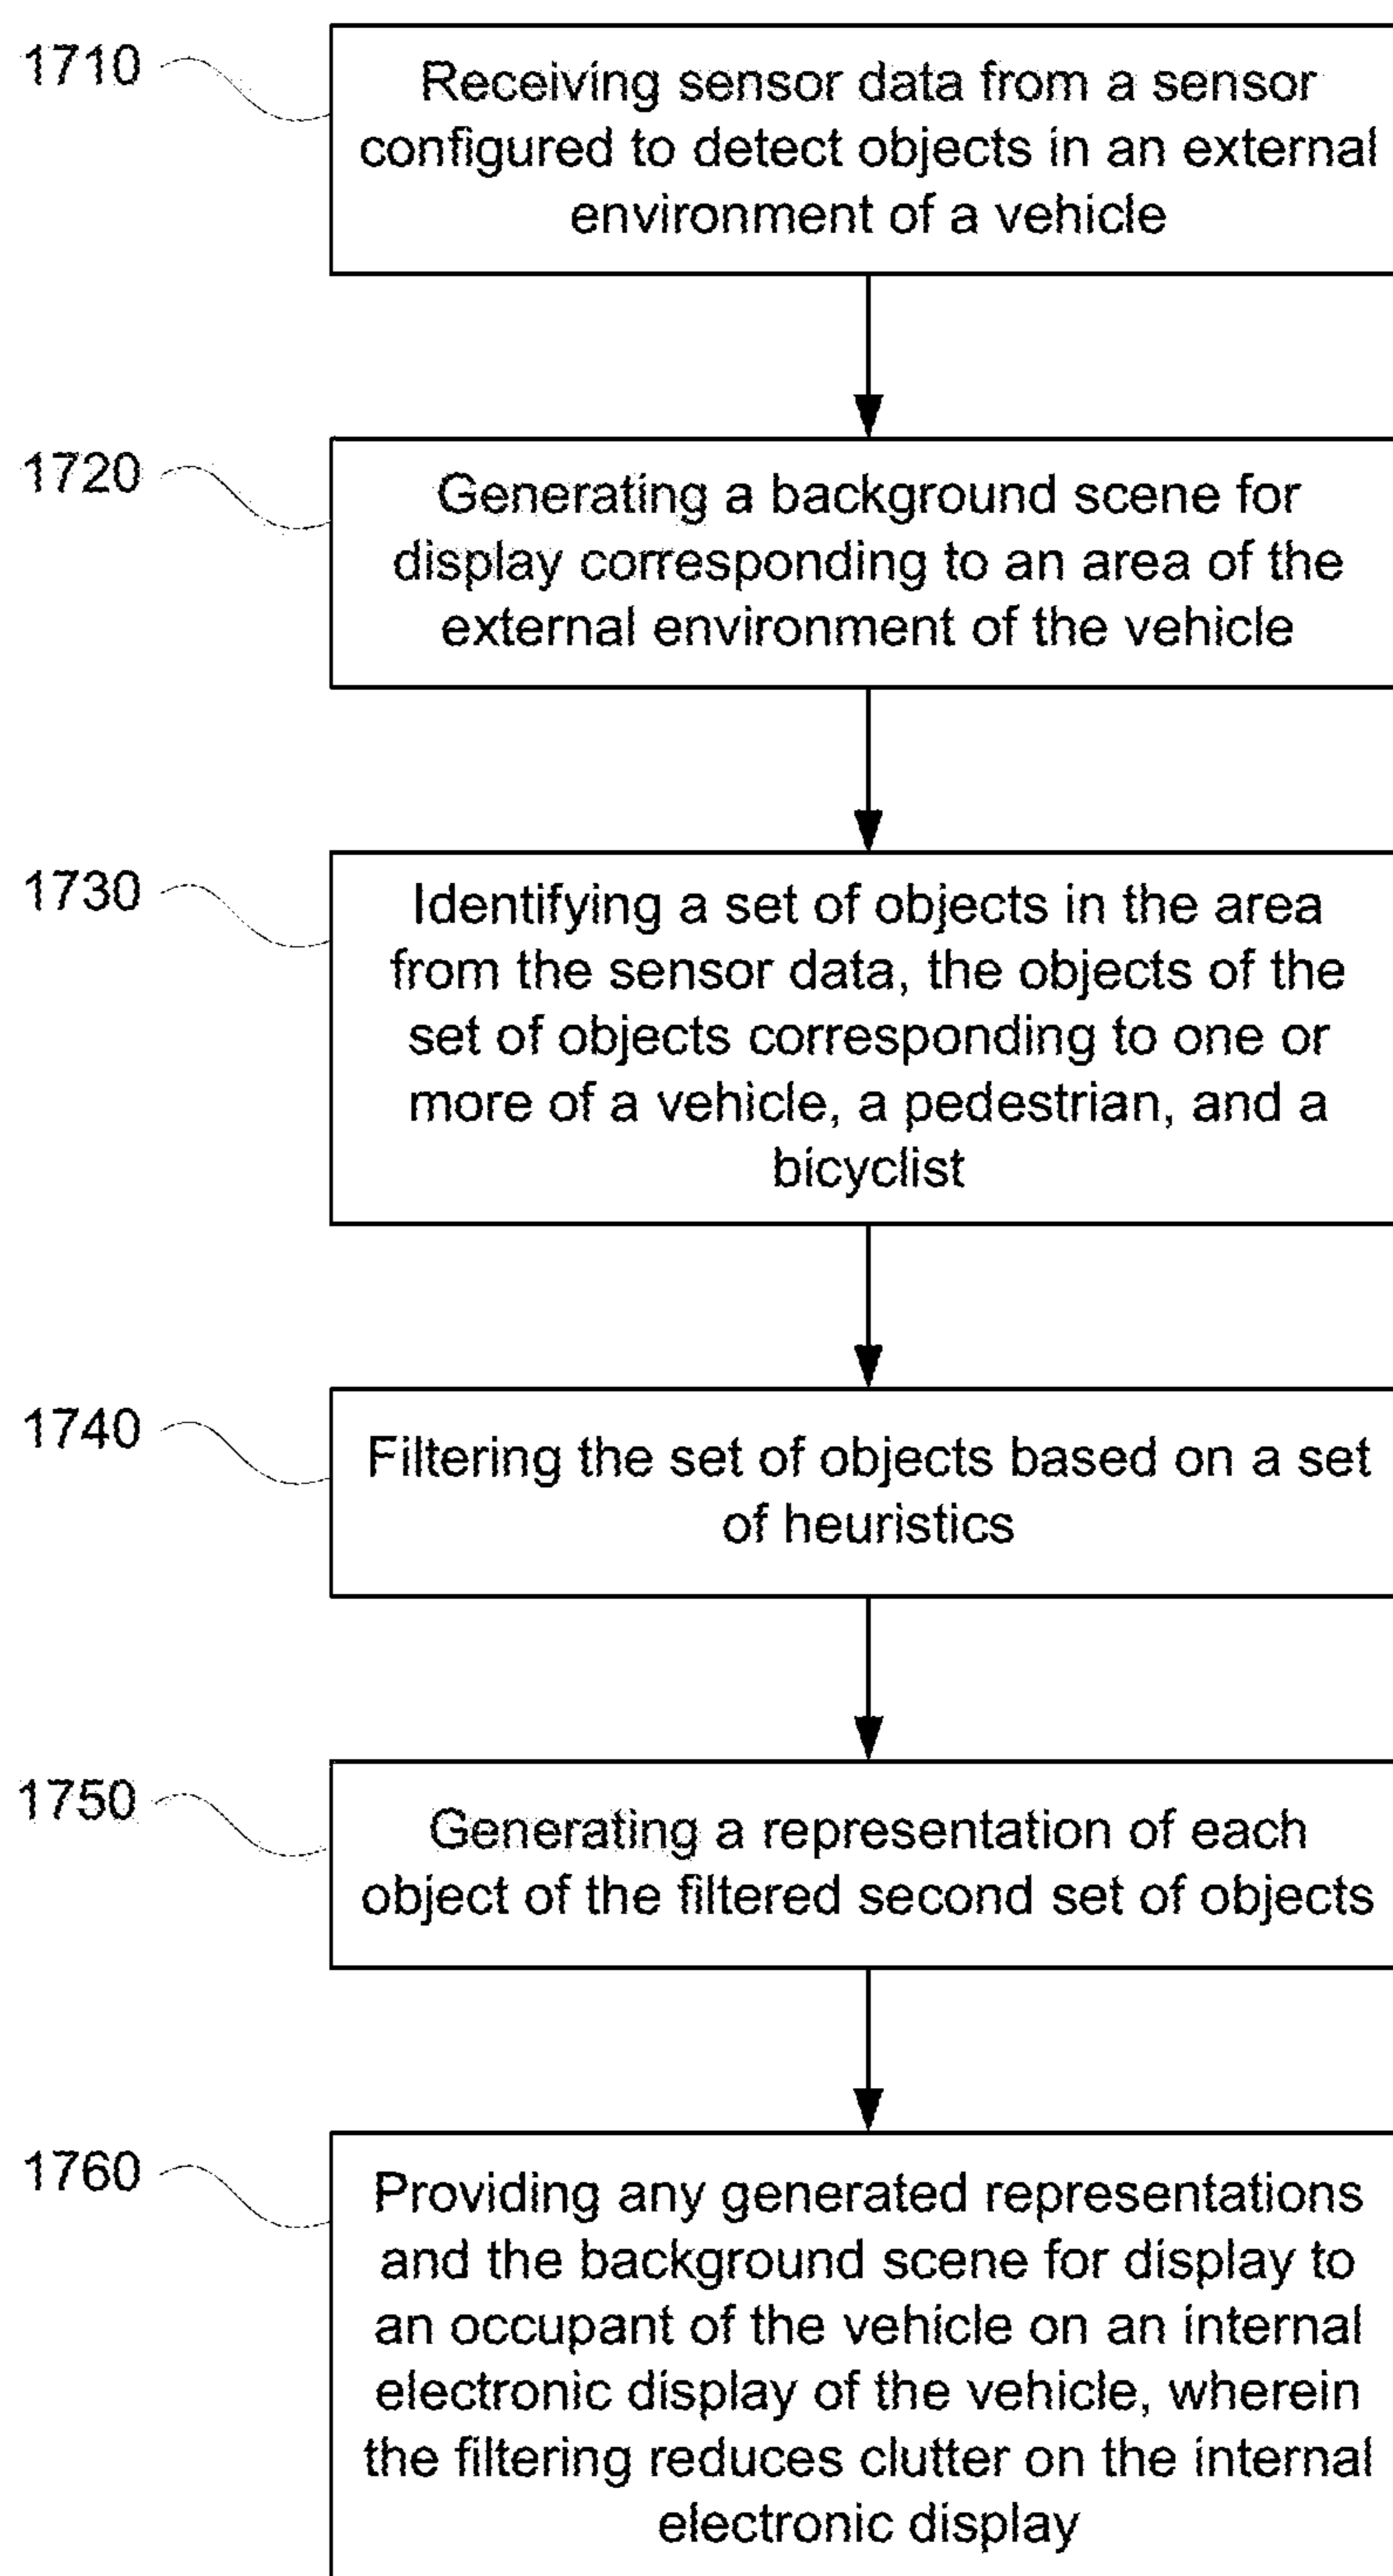 1710
Receiving sensor data from a sensor
configured to detect objects in an external
environment of a vehicle
1720
Generating a background scene for
display corresponding to an area of the
external environment of the vehicle
1730
Identifying a set of objects in the area
from the sensor data, the objects of the
set of objects corresponding to one or
more of a vehicle, a pedestrian, and a
bicyclist
1740
Filtering the set of objects based on a set
of heuristics
1750
Generating a representation of each
object of the filtered second set of objects
1760
Providing any generated representations
and the background scene for display to
an occupant of the vehicle on an internal
electronic display of the vehicle, wherein
the filtering reduces clutter on the internal
electronic display